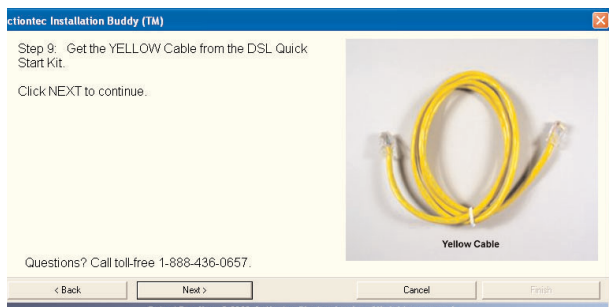 ctiontec Installation Buddy (TM)
Step 9: Get the YELLOW Cable from the DSL Quick
Start Kit.
Click NEXT to continue.
Yellow Cable
Questions? Call toll-free 1-888-436-0657.
< Back
Next >
Cancel
Finish